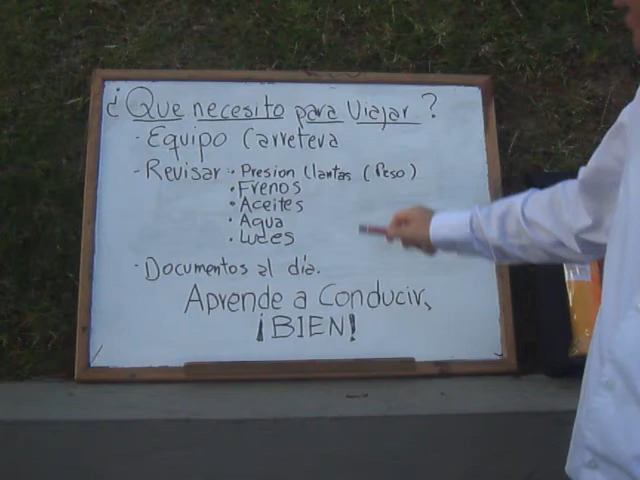 ¿Que necesito para Viajar?
· Equipo Carretera
· Revisar · Presion Llantas (Peso)
· Frenos
· Aceites
· Agua
· Luces
· Documentos al día.
Aprende a Conducir,
¡BIEN!